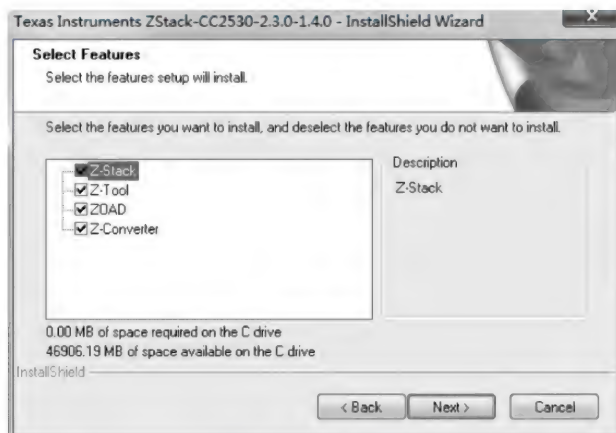 Texas Instruments ZStack-CC2530-2.3.0-1.4.0 - InstallShield Wizard
Select Features
Select the features setup will install.
Select the features you want to install, and deselect the features you do not want to install.
Z-Stack
Z-Tool
ZOAD
Z-Converter
Description
Z-Stack
0.00 MB of space required on the C drive
46906.19 MB of space available on the C drive
InstallShield
< Back Next > Cancel